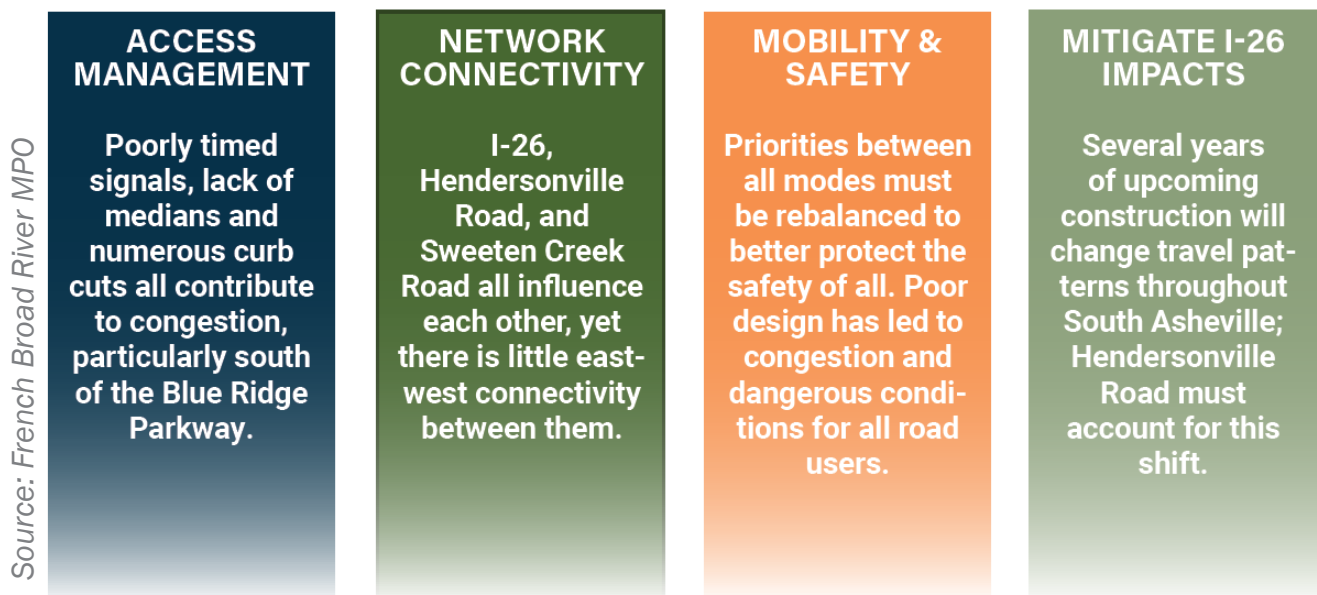 Source: French Broad River MPO
ACCESS
MANAGEMENT
Poorly timed
signals, lack of
medians and
numerous curb
cuts all contribute
to congestion,
particularly south
of the Blue Ridge
Parkway.
NETWORK
CONNECTIVITY
I-26,
Hendersonville
Road, and
Sweeten Creek
Road all influence
each other, yet
there is little east-
west connectivity
between them.
MOBILITY &
SAFETY
Priorities between
all modes must
be rebalanced to
better protect the
safety of all. Poor
design has led to
congestion and
dangerous condi-
tions for all road
users.
MITIGATE I-26
IMPACTS
Several years
of upcoming
construction will
change travel pat-
terns throughout
South Asheville;
Hendersonville
Road must
account for this
shift.